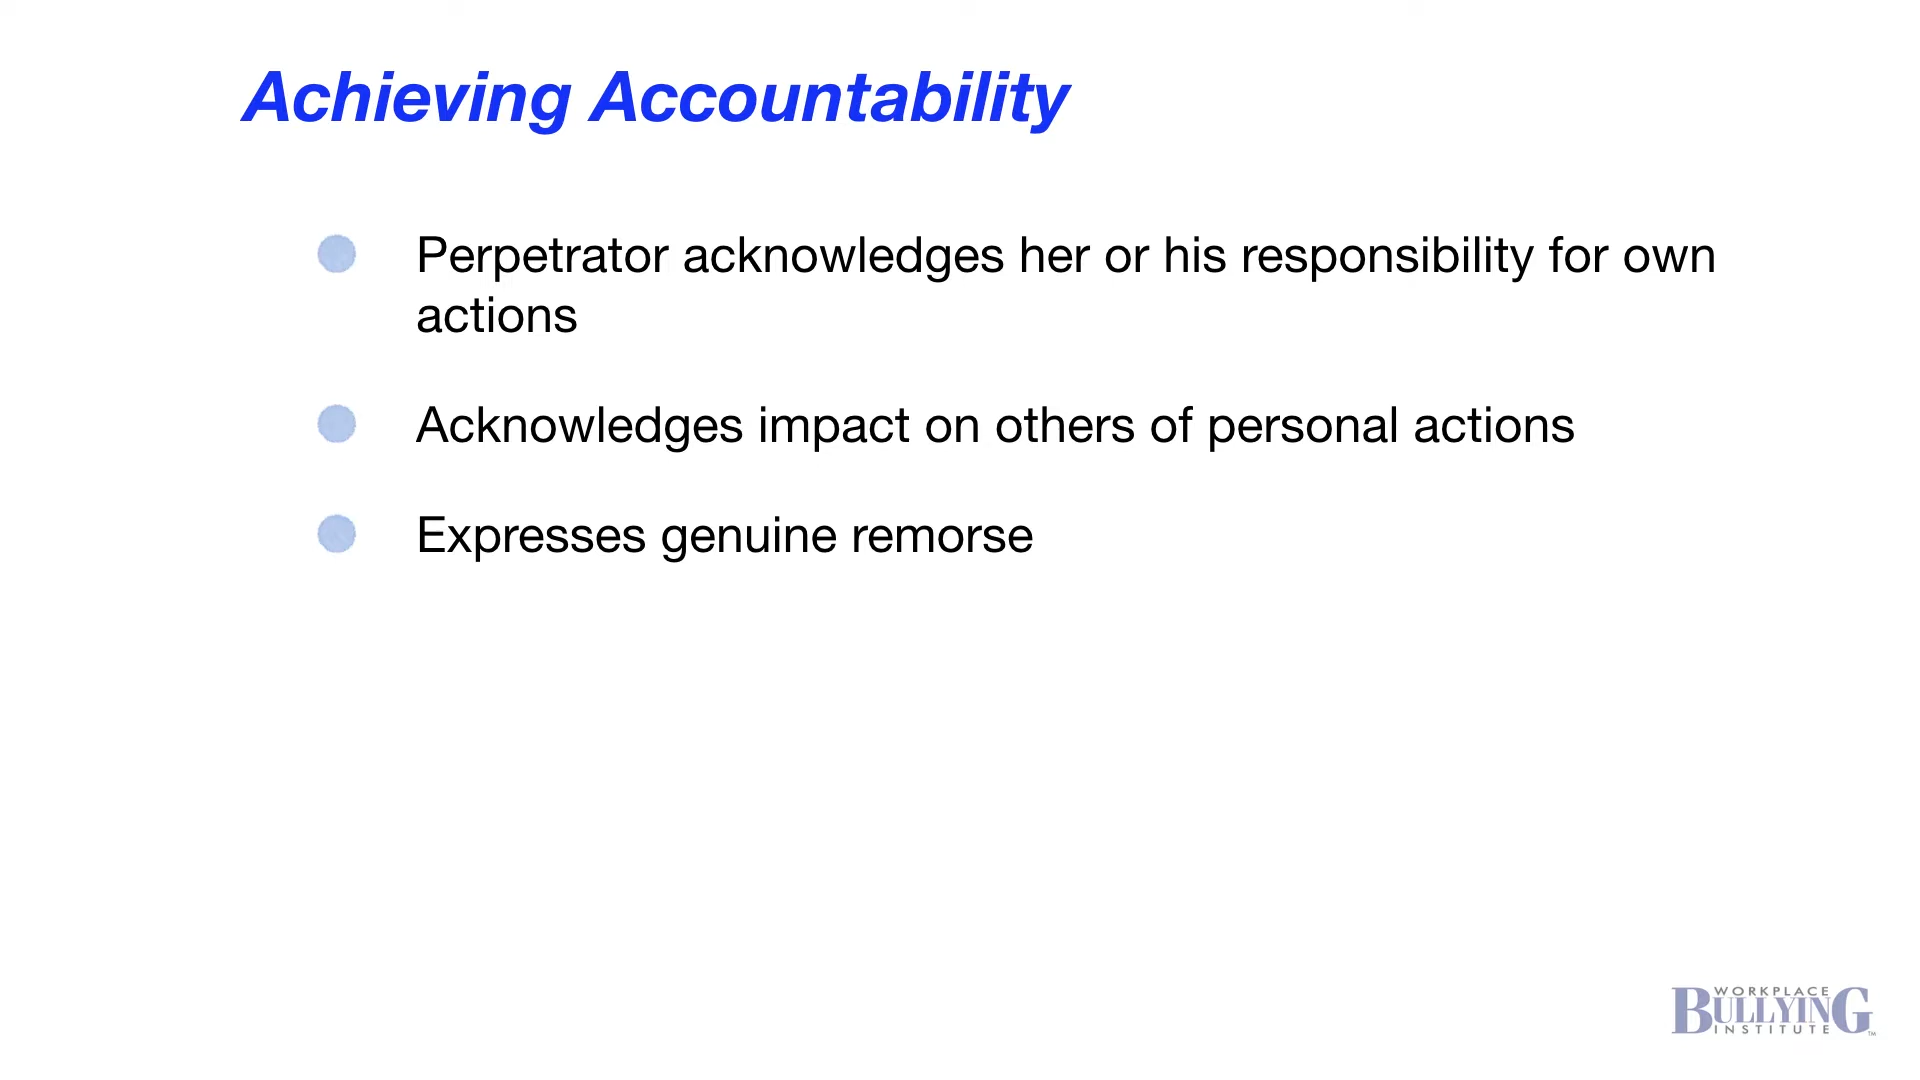 Achieving Accountability
Perpetrator acknowledges her or his responsibility for own
actions
Acknowledges impact on others of personal actions
Expresses genuine remorse
WORKPLACE
BULLYING
INSTITUTE™